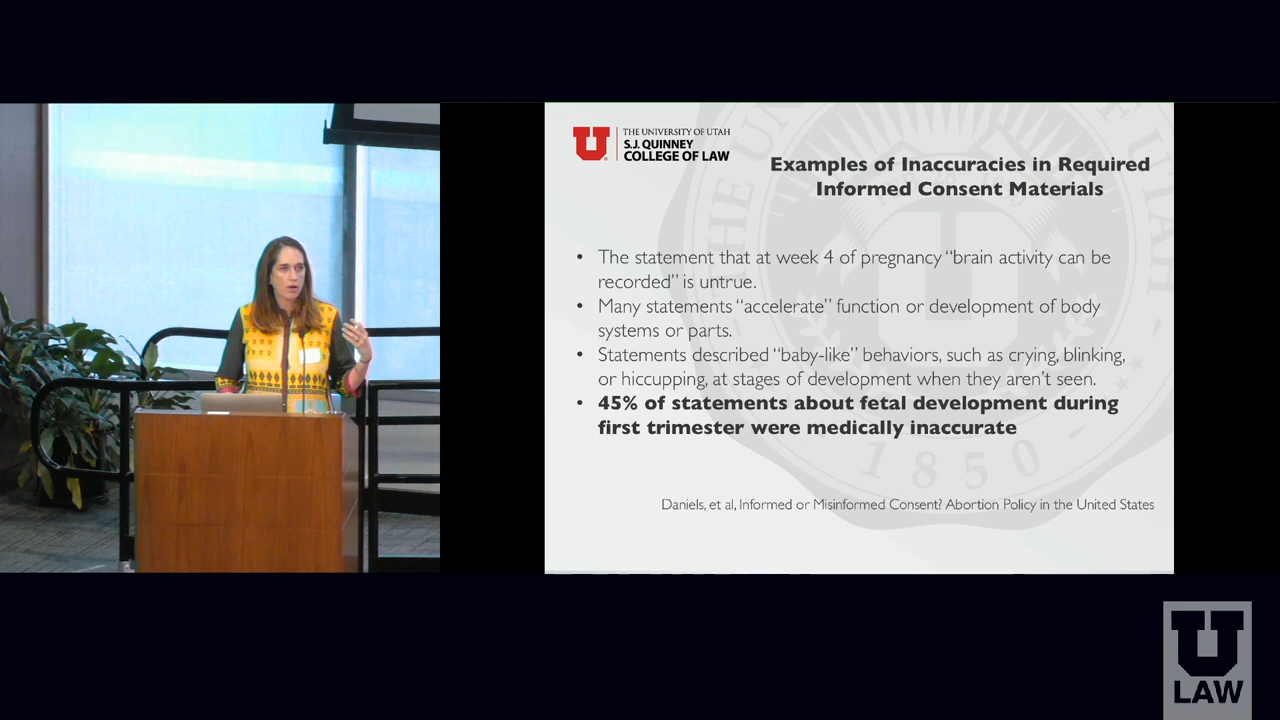 THE UNIVERSITY OF UTAH
S.J. QUINNEY
COLLEGE OF LAW
Examples of Inaccuracies in Required
Informed Consent Materials
• The statement that at week 4 of pregnancy “brain activity can be
recorded” is untrue.
• Many statements “accelerate” function or development of body
systems or parts.
• Statements described “baby-like” behaviors, such as crying, blinking,
or hiccupping, at stages of development when they aren’t seen.
• 45% of statements about fetal development during
first trimester were medically inaccurate
1850
Daniels, et al, Informed or Misinformed Consent? Abortion Policy in the United States
U
LAW